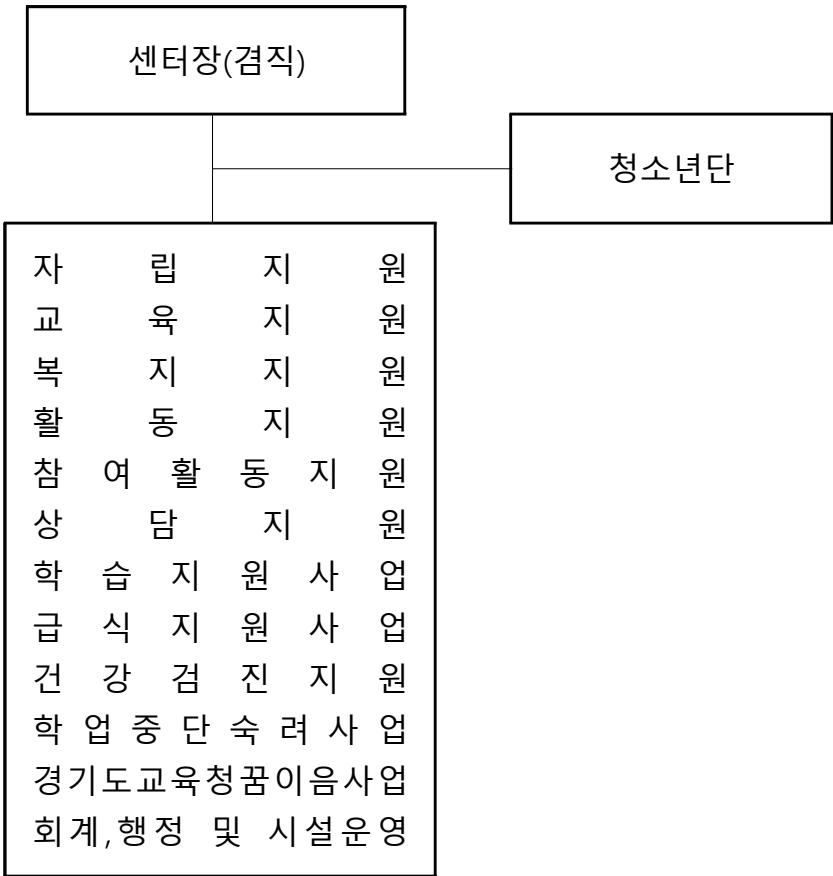 센터장(겸직)
청소년단
자 립 지 원
교 육 지 원
복 지 지 원
활 동 지 원
참 여 활 동 지 원
상 담 지 원
학 습 지 원 사 업
급 식 지 원 사 업
건 강 검 진 지 원
학 업 중 단 숙 려 사 업
경기도교육청꿈이음사업
회계,행정 및 시설운영